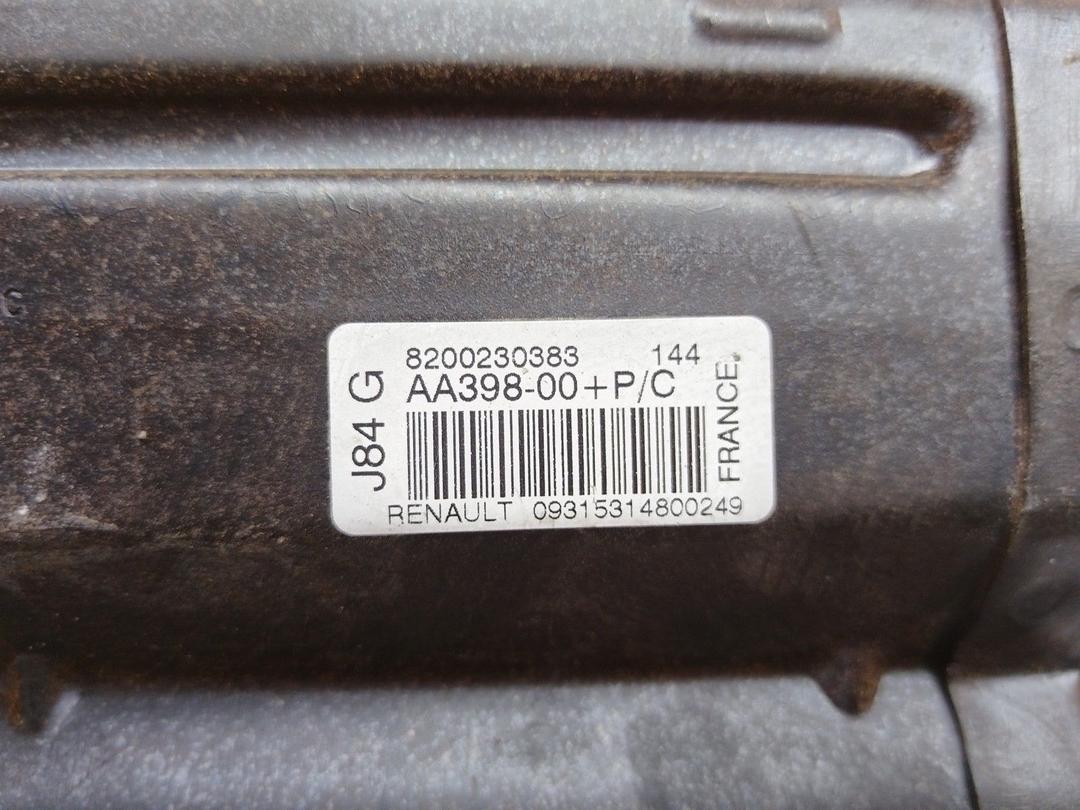 8200230383 144
AA398-00+P/C
J84 G
FRANCE
RENAULT 09315314800249
C